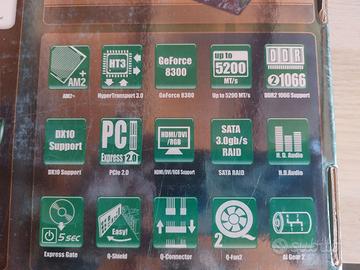 +
AM2
HT3
GeForce
8300
up to
5200
MT/s
DDR
2 1066
AM2+
HyperTransport 3.0
GeForce 8300
Up to 5200 MT/s
DDR2 1066 Support
DX10
Support
PCI
Express 2.0
HDMI/DVI
/RGB
SATA
3.0gb/s
RAID
H.D.Audio
DX10 Support
PCIe 2.0
HDMI/DVI/RGB Support
SATA RAID
H.D.Audio
5 sec
Easy!
2
Express Gate
Q-Shield
Q-Connector
Q-Fan2
AI Gear 2
subito